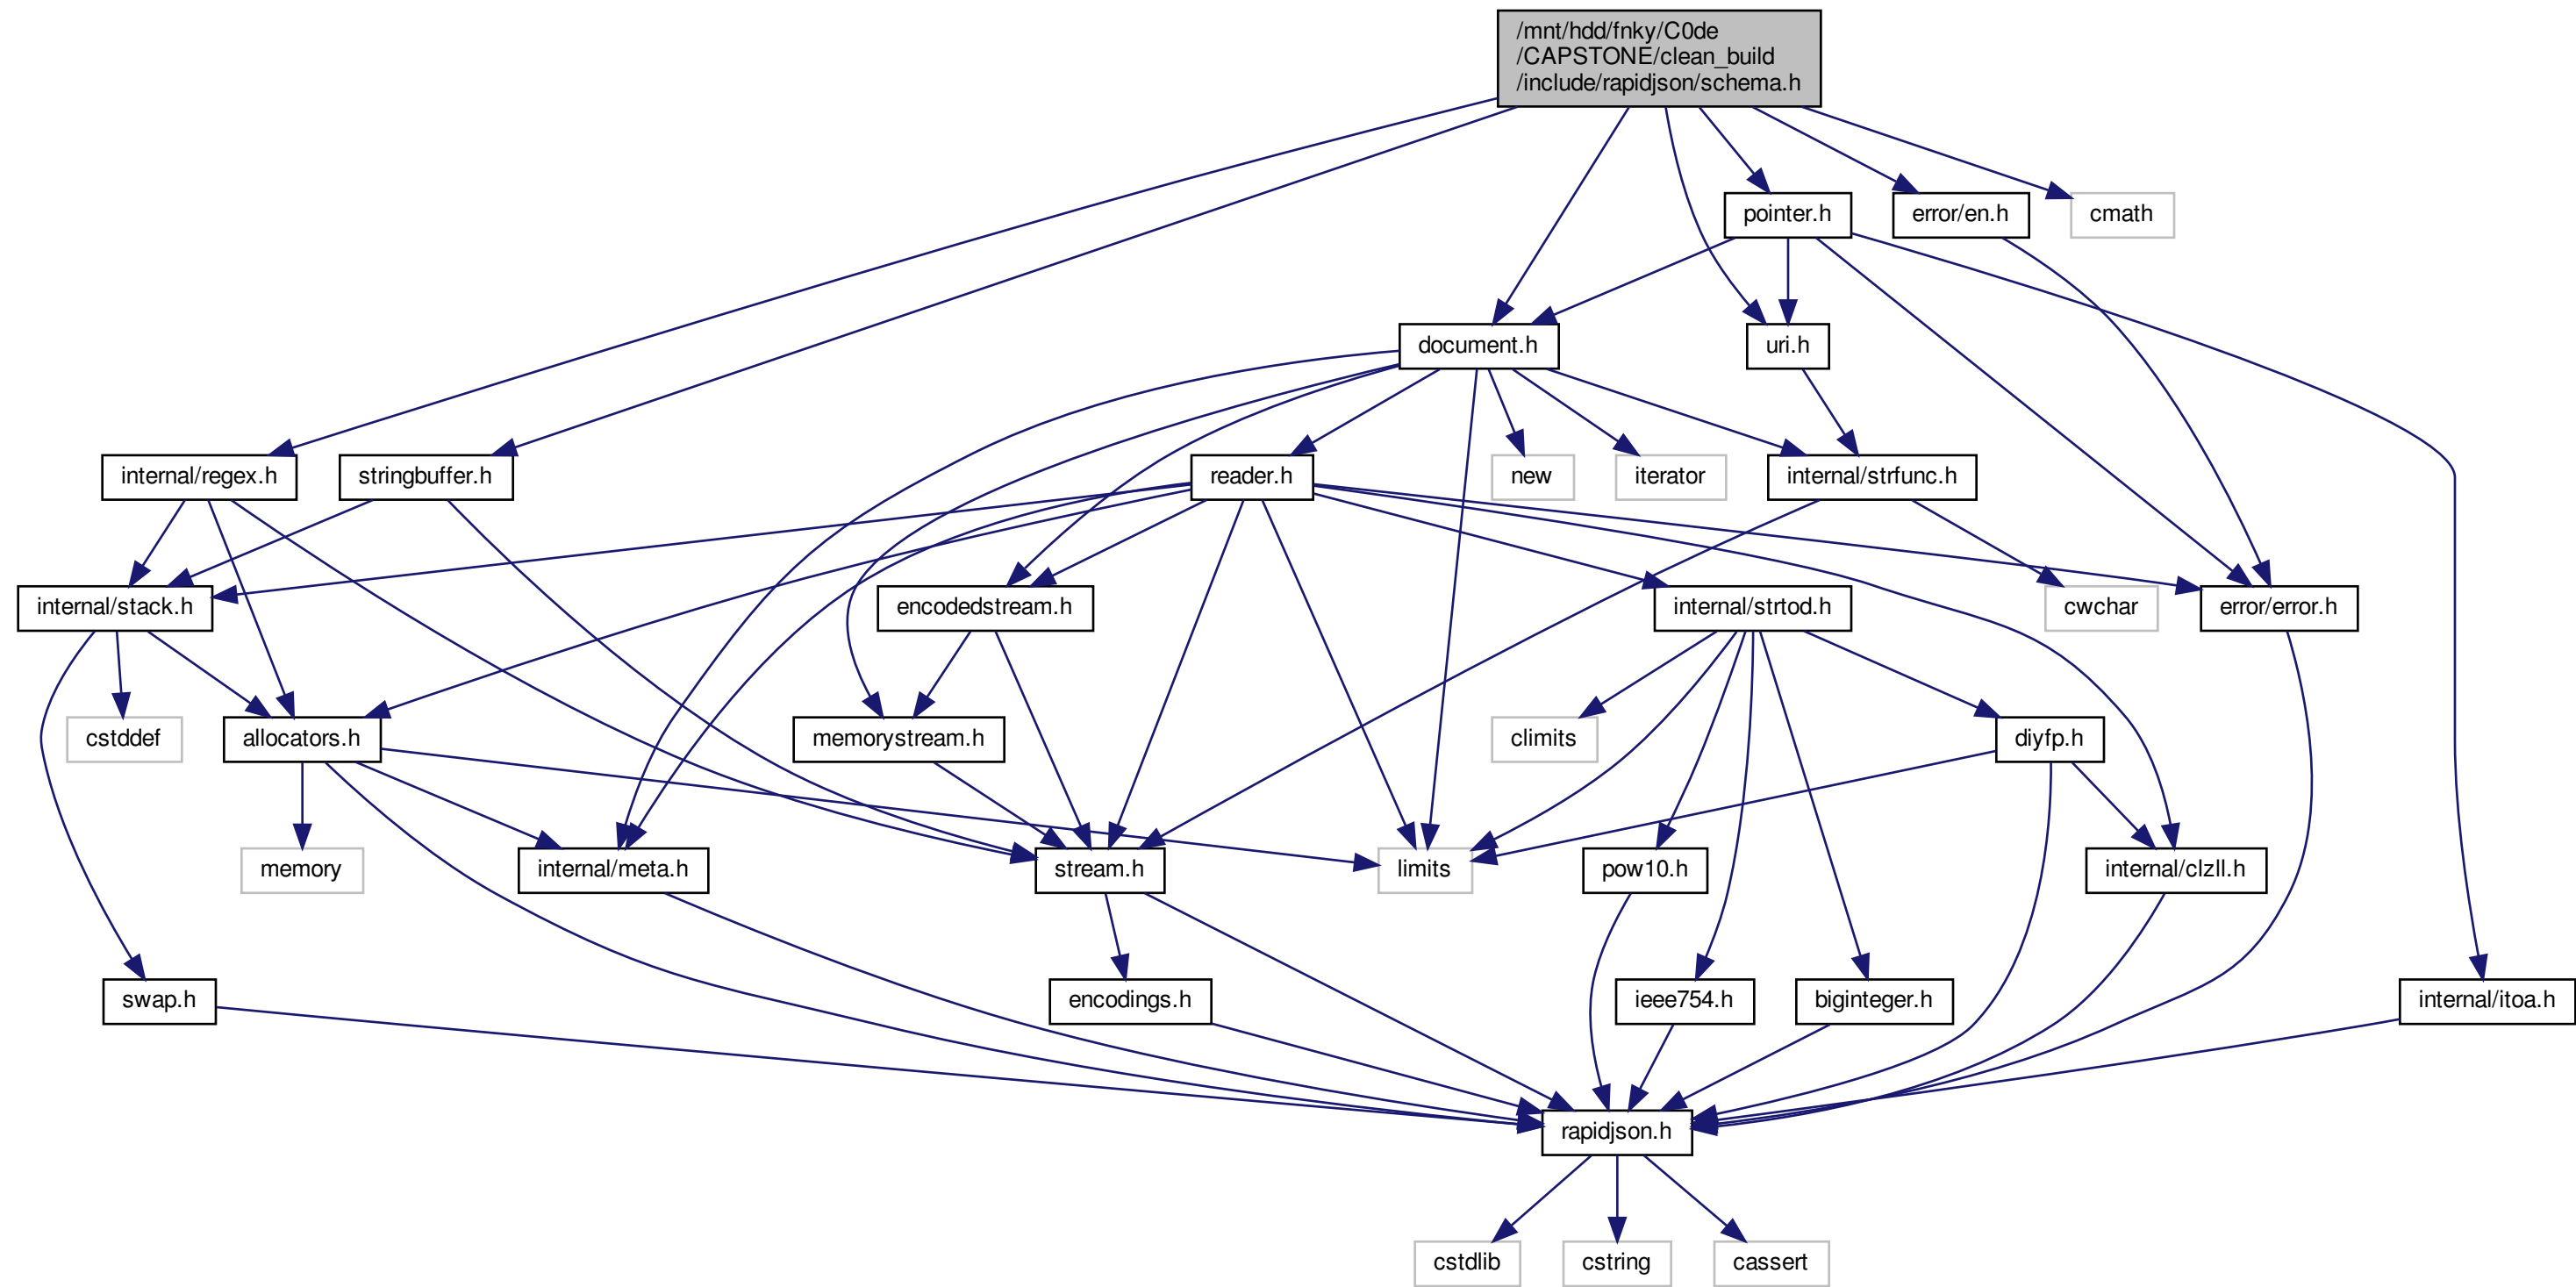 /mnt/hdd/fnky/C0de
/CAPSTONE/clean_build
/include/rapidjson/schema.h
pointer.h
error/en.h
cmath
document.h
uri.h
internal/regex.h
stringbuffer.h
reader.h
new
iterator
internal/strfunc.h
internal/stack.h
encodedstream.h
internal/strtod.h
cwchar
error/error.h
cstddef
allocators.h
memorystream.h
climits
diyfp.h
memory
internal/meta.h
stream.h
limits
pow10.h
internal/clzll.h
swap.h
encodings.h
ieee754.h
biginteger.h
internal/itoa.h
rapidjson.h
cstdlib
cstring
cassert